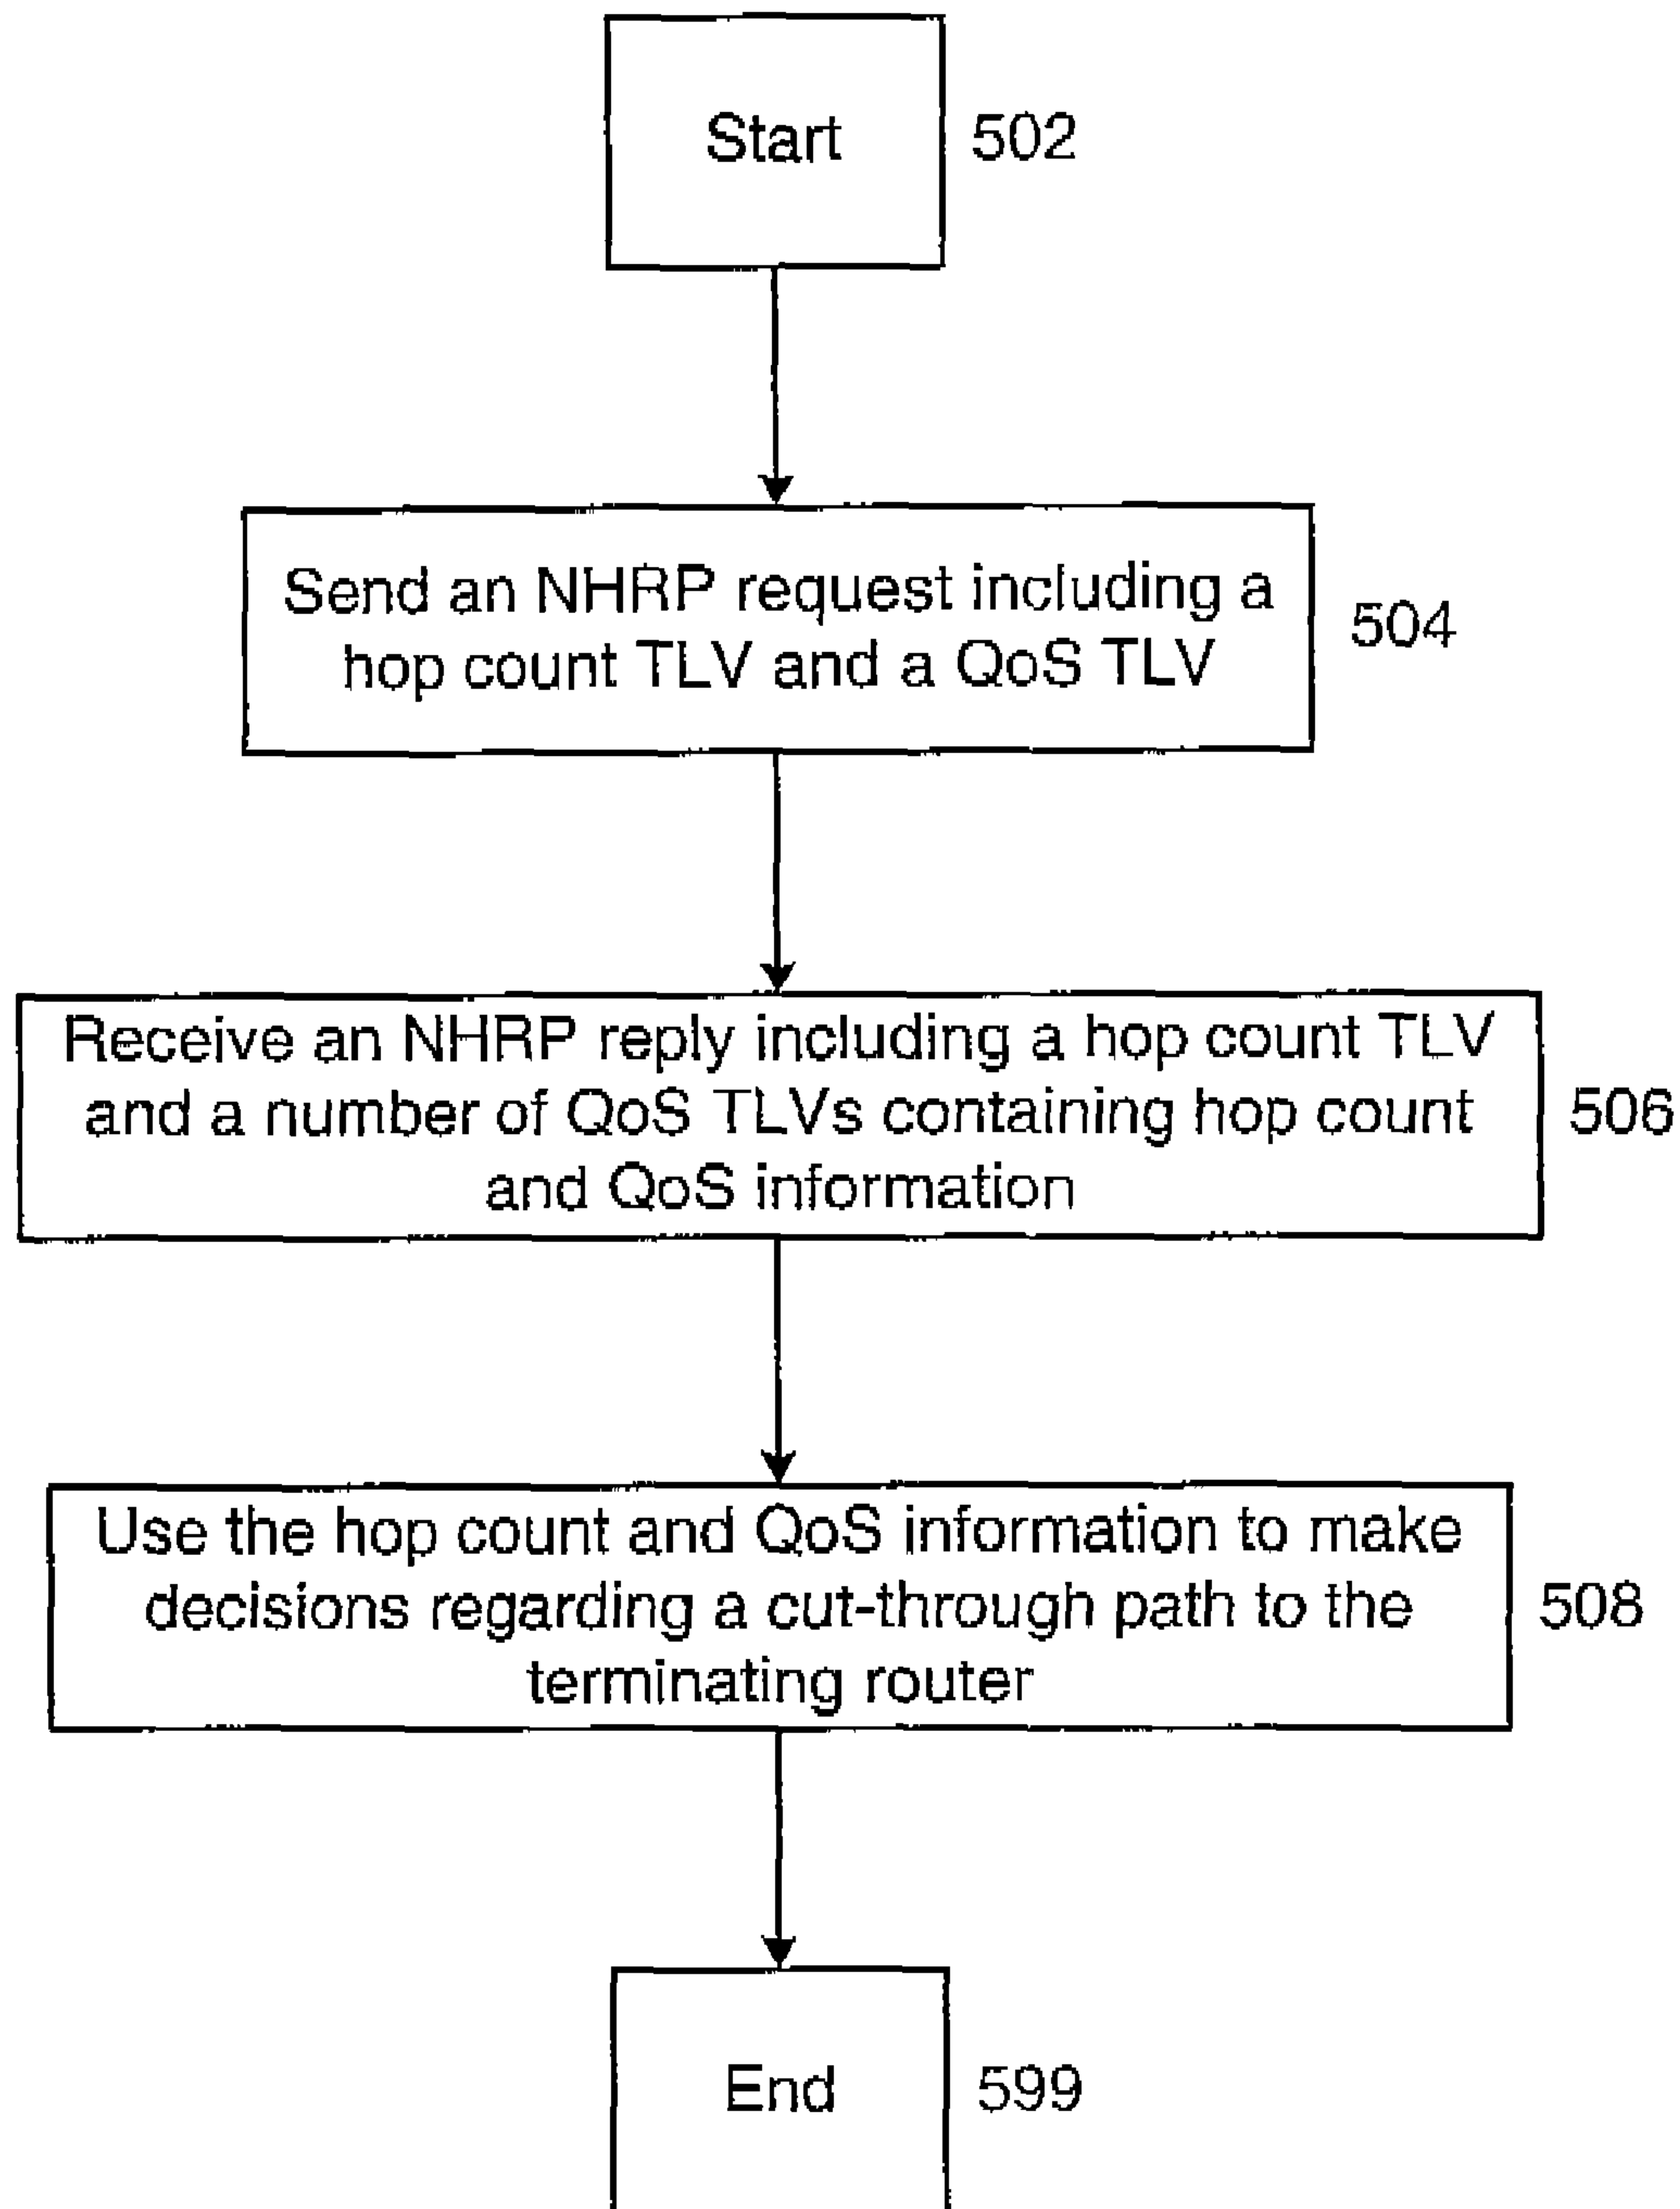 Start
502
Send an NHRP request including a
hop count TLV and a QoS TLV
504
Receive an NHRP reply including a hop count TLV
and a number of QoS TLVs containing hop count
and QoS information
506
Use the hop count and QoS information to make
decisions regarding a cut-through path to the
terminating router
508
End
599